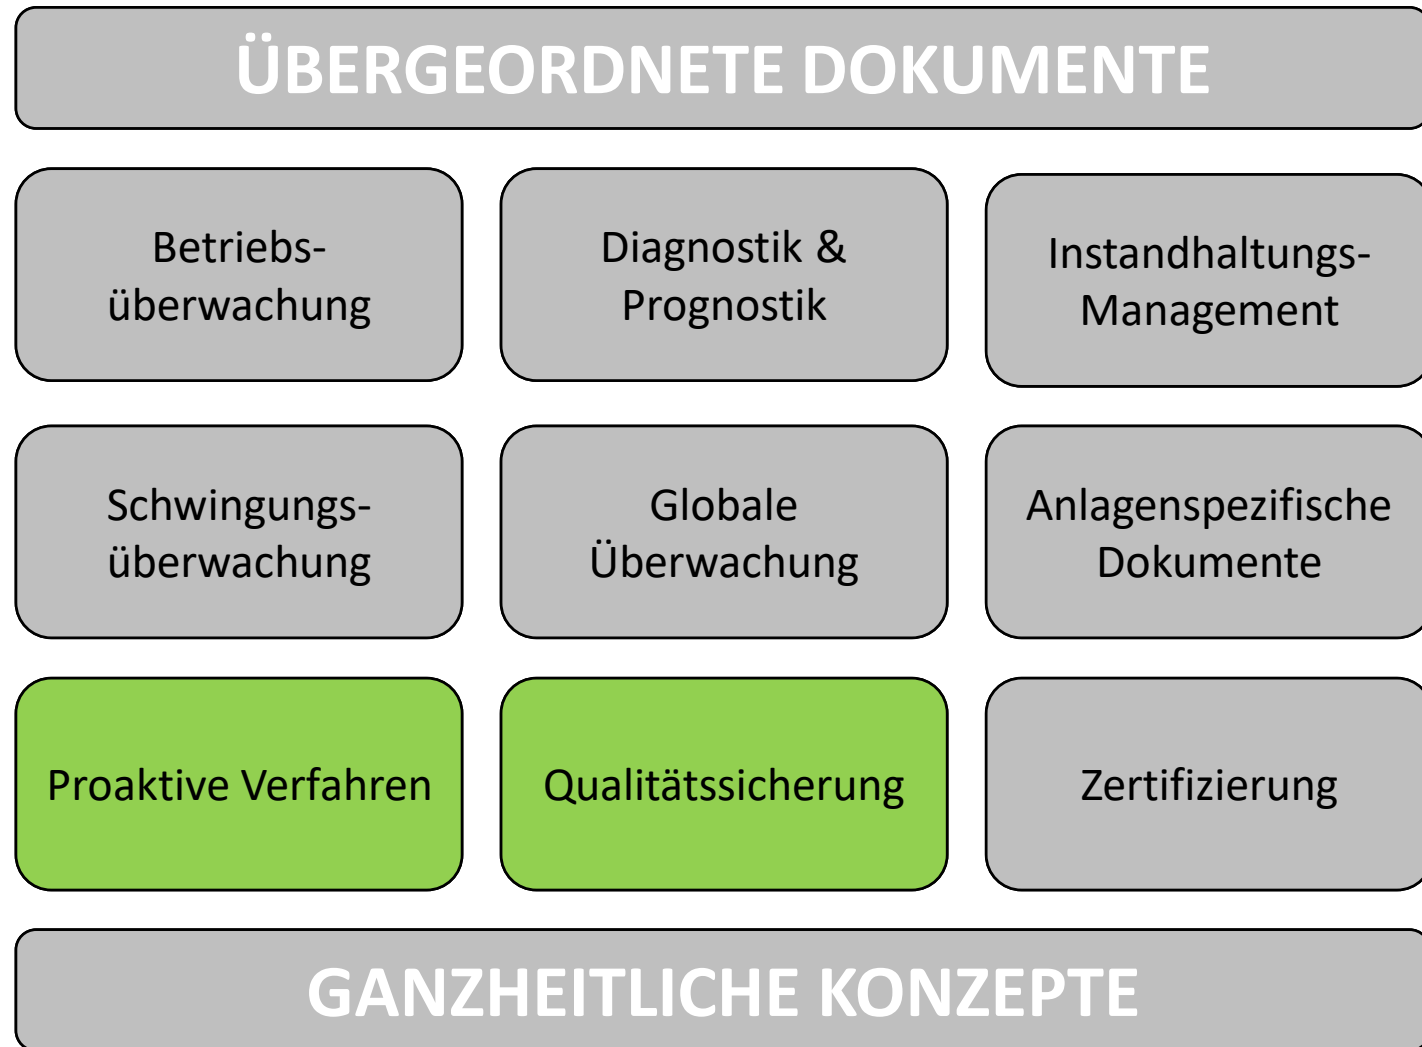 ÜBERGEORDNETE DOKUMENTE
Betriebs-
überwachung
Diagnostik &
Prognostik
Instandhaltungs-
Management
Schwingungs-
überwachung
Globale
Überwachung
Anlagenspezifische
Dokumente
Proaktive Verfahren
Qualitätssicherung
Zertifizierung
GANZHEITLICHE KONZEPTE